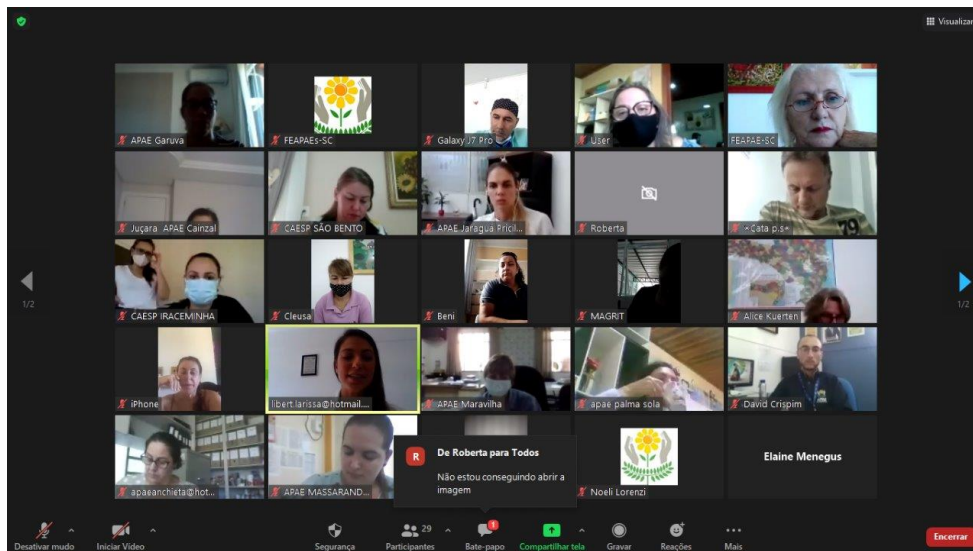 Visualizar
APAE Garuva
FEAPAEs-SC
Galaxy J7 Pro
User
FEAPAE-SC
Juçara APAE Cainzal
CAESP SÃO BENTO
APAE Jaragua Pricil...
Roberta
×Cata p.s×
CAESP IRACEMINHA
Cleusa
Beni
MAGRIT
Alice Kuerten
1/2
1/2
iPhone
libert.larissa@hotmail....
APAE Maravilha
apae palma sola
David Crispim
apaeanchieta@hot...
APAE MASSARAND...
R
De Roberta para Todos
Não estou conseguindo abrir a
imagem
Noeli Lorenzi
Elaine Menegus
79
Desativar mudo
Iniciar Vídeo
Segurança
Participantes
29
Bate-papo
1
Compartilhar tela
Gravar
Reações
Mais
Encerrar